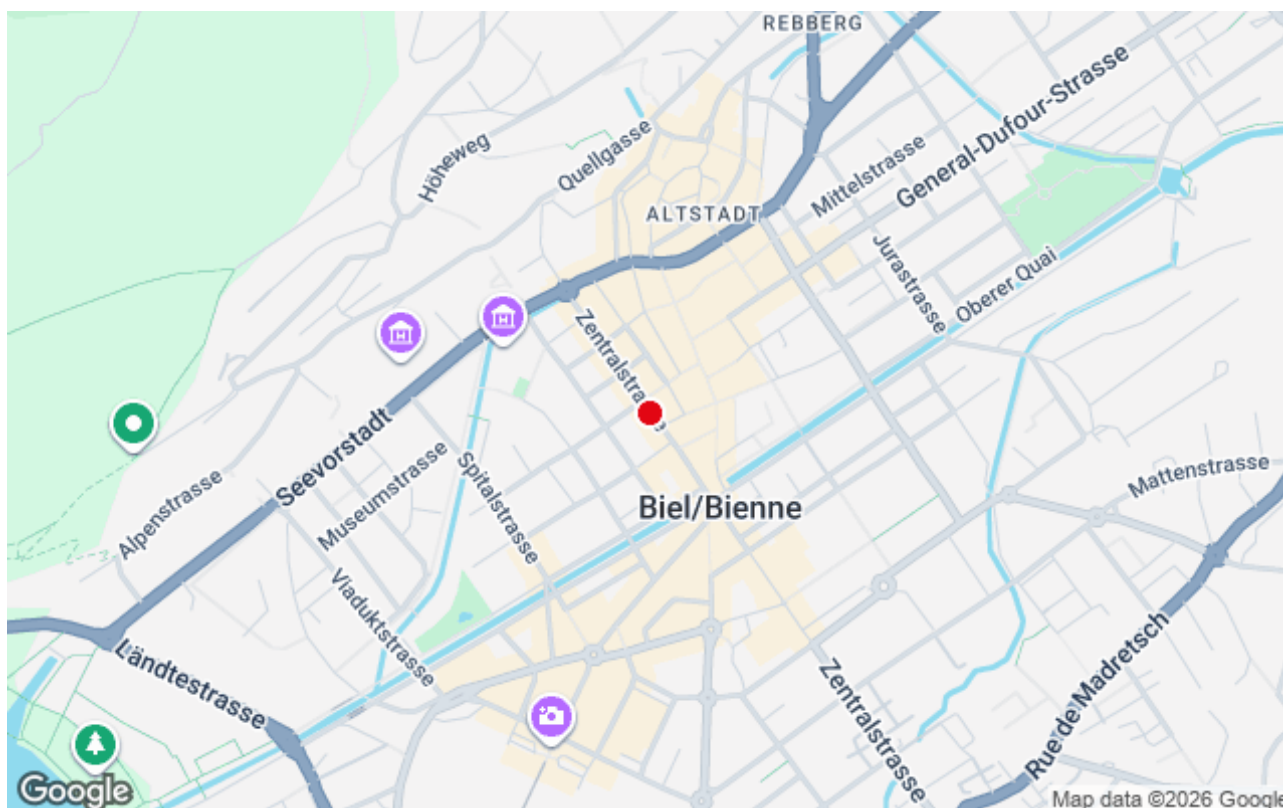 REBBERG
General-Dufour-Strasse
Höheweg
Quellgasse
Mittelstrasse
ALTSTADT
Jurastrasse
Oberer Quai
Zentralstrasse
Seevorstadt
Museumstrasse
Spitalstrasse
Alpenstrasse
Mattenstrasse
Biel/Bienne
Viaduktstrasse
Ländtestrasse
Zentralstrasse
Rue de Madretsch
Google
Map data ©2026 Google